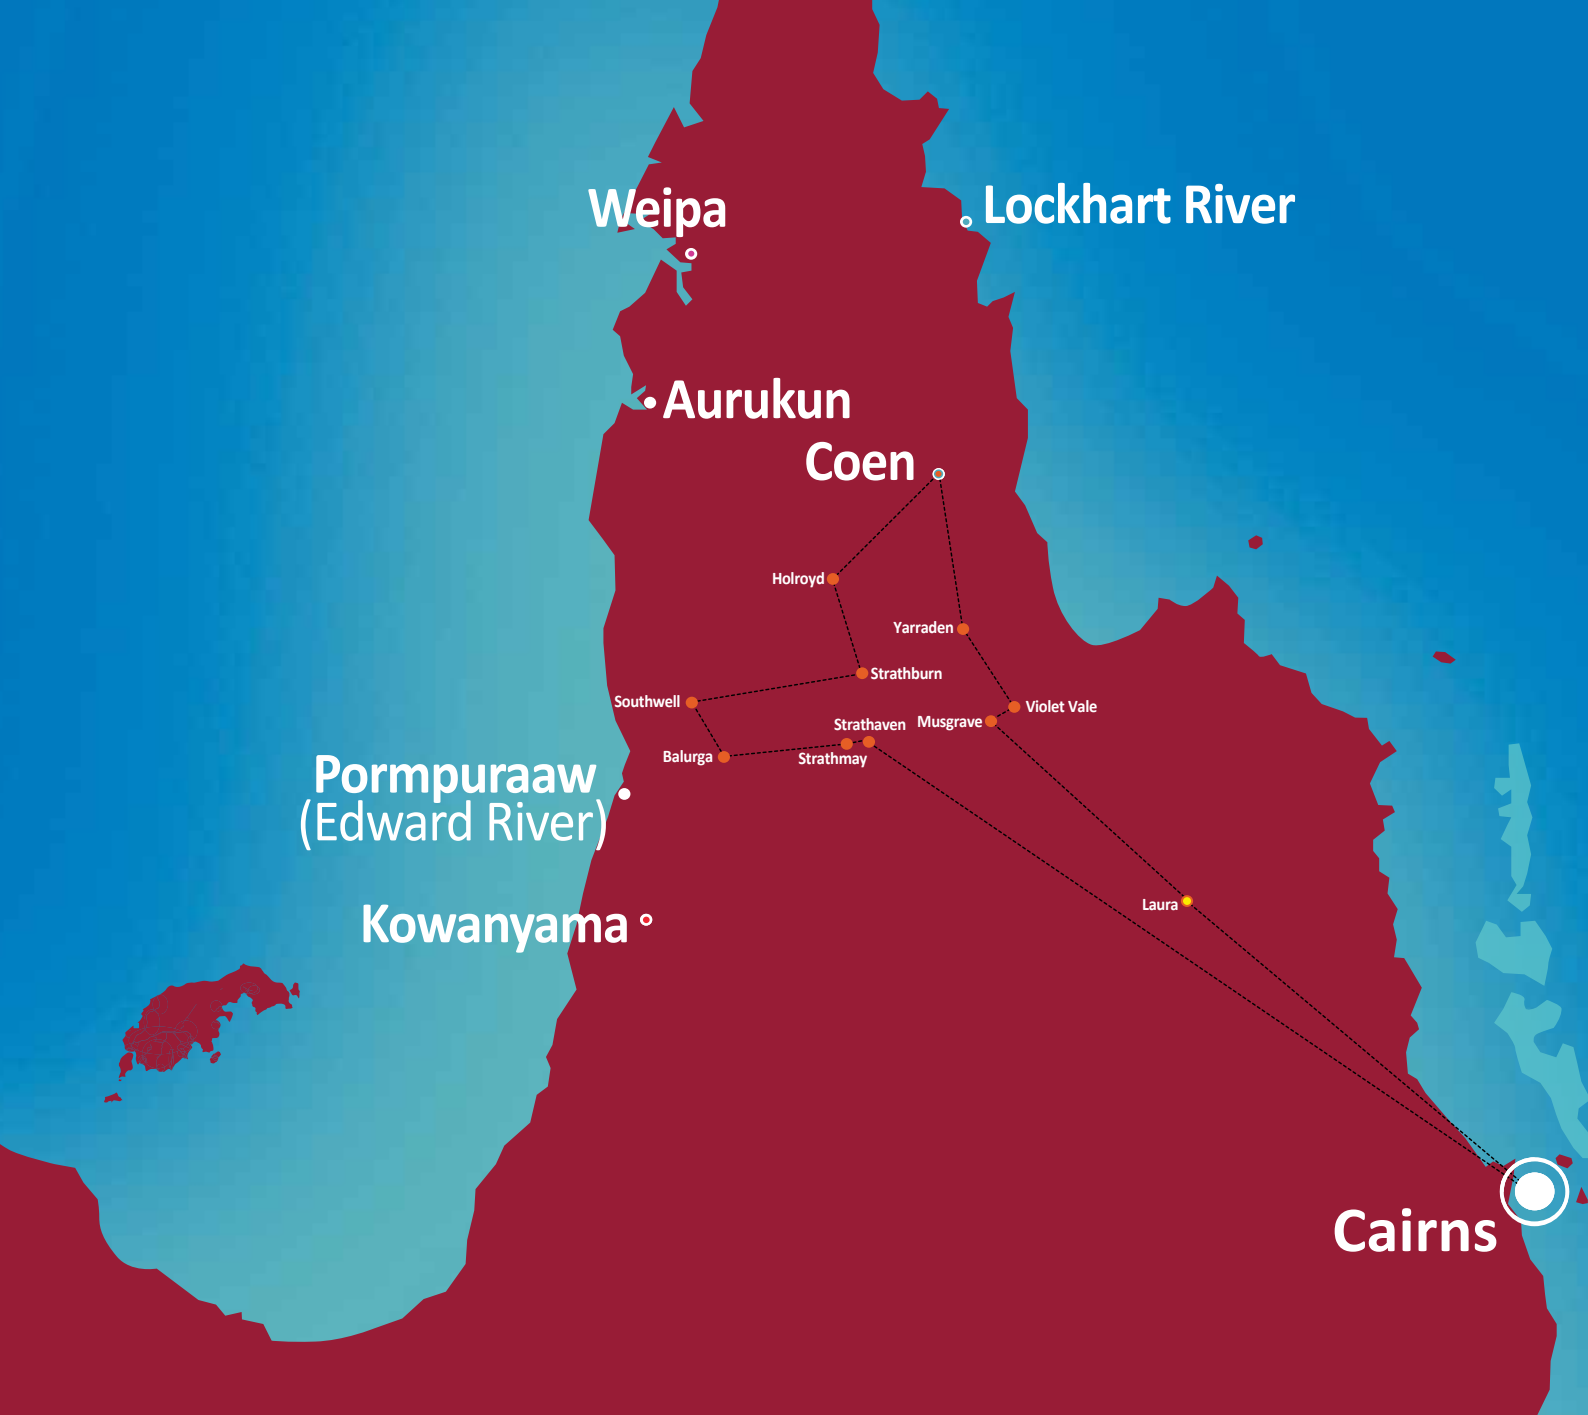 Weipa
Lockhart River
Aurukun
Coen
Holroyd
Yarraden
Strathburn
Southwell
Violet Vale
Musgrave
Strathaven
Balurga
Strathmay
Pormpuraaw
(Edward River)
Laura
Kowanyama
Cairns